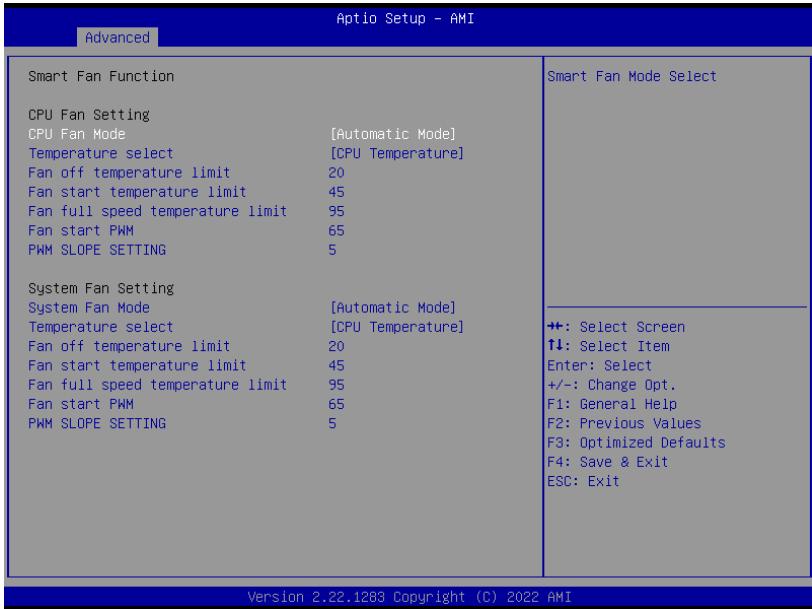 Aptio Setup – AMI
Advanced
Smart Fan Function
CPU Fan Setting
CPU Fan Mode [Automatic Mode]
Temperature select [CPU Temperature]
Fan off temperature limit 20
Fan start temperature limit 45
Fan full speed temperature limit 95
Fan start PWM 65
PWM SLOPE SETTING 5
System Fan Setting
System Fan Mode [Automatic Mode]
Temperature select [CPU Temperature]
Fan off temperature limit 20
Fan start temperature limit 45
Fan full speed temperature limit 95
Fan start PWM 65
PWM SLOPE SETTING 5
Smart Fan Mode Select
→←: Select Screen
↑↓: Select Item
Enter: Select
+/-: Change Opt.
F1: General Help
F2: Previous Values
F3: Optimized Defaults
F4: Save & Exit
ESC: Exit
Version 2.22.1283 Copyright (C) 2022 AMI